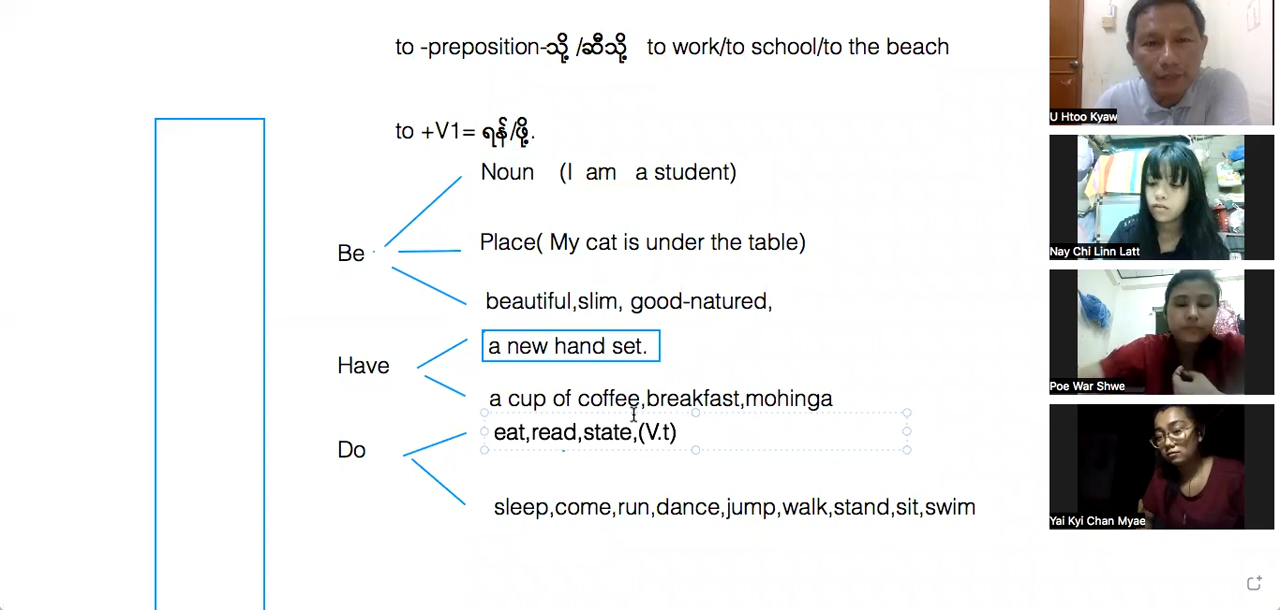 to -preposition-သို့ /ဆီသို့ to work/to school/to the beach
to +V1= ရန်/ဖို့.
Noun (I am a student)
Be
Place( My cat is under the table)
beautiful,slim, good-natured,
Have
a new hand set.
a cup of coffee,breakfast,mohinga
Do
eat,read,state,(V.t)
sleep,come,run,dance,jump,walk,stand,sit,swim
U Htoo Kyaw
Nay Chi Linn Latt
Poe War Shwe
Yai Kyi Chan Myae